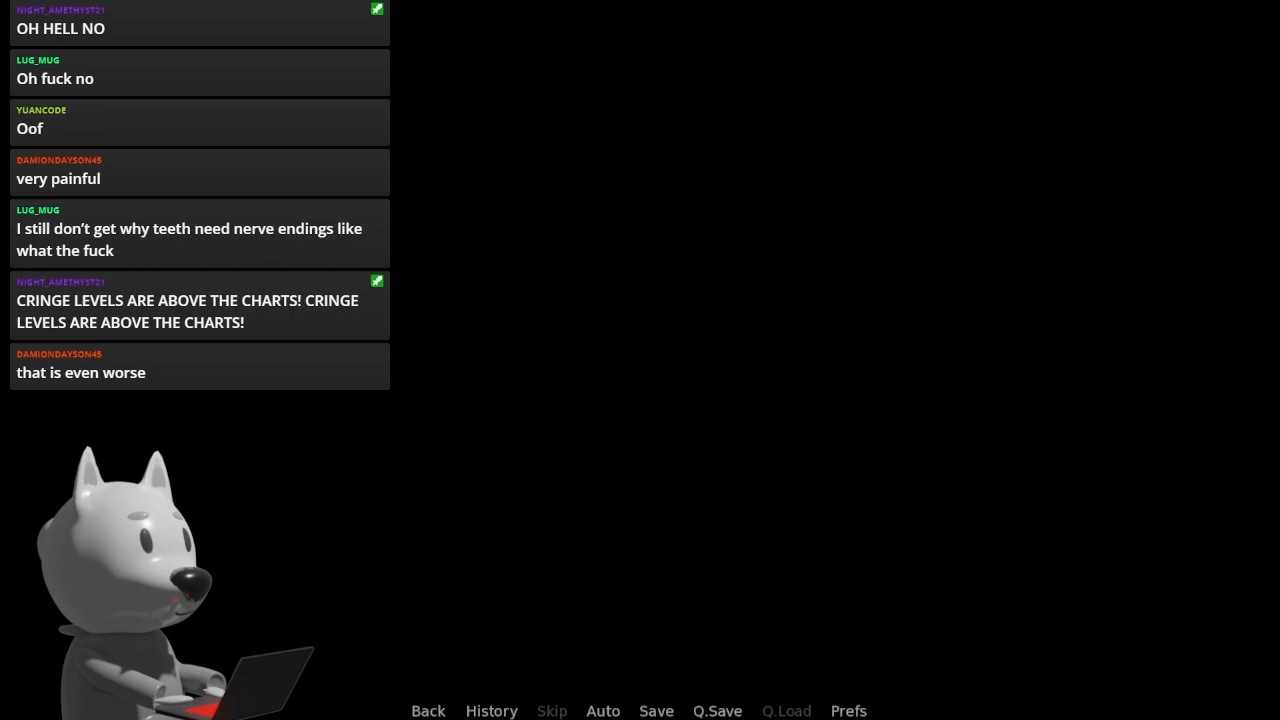 NIGHT_AMETHYST21
OH HELL NO
LUG_MUG
Oh fuck no
YUANCODE
Oof
DAMIONDAYSON45
very painful
LUG_MUG
I still don't get why teeth need nerve endings like
what the fuck
NIGHT_AMETHYST21
CRINGE LEVELS ARE ABOVE THE CHARTS! CRINGE
LEVELS ARE ABOVE THE CHARTS!
DAMIONDAYSON45
that is even worse
Back History Skip Auto Save Q.Save Q.Load Prefs